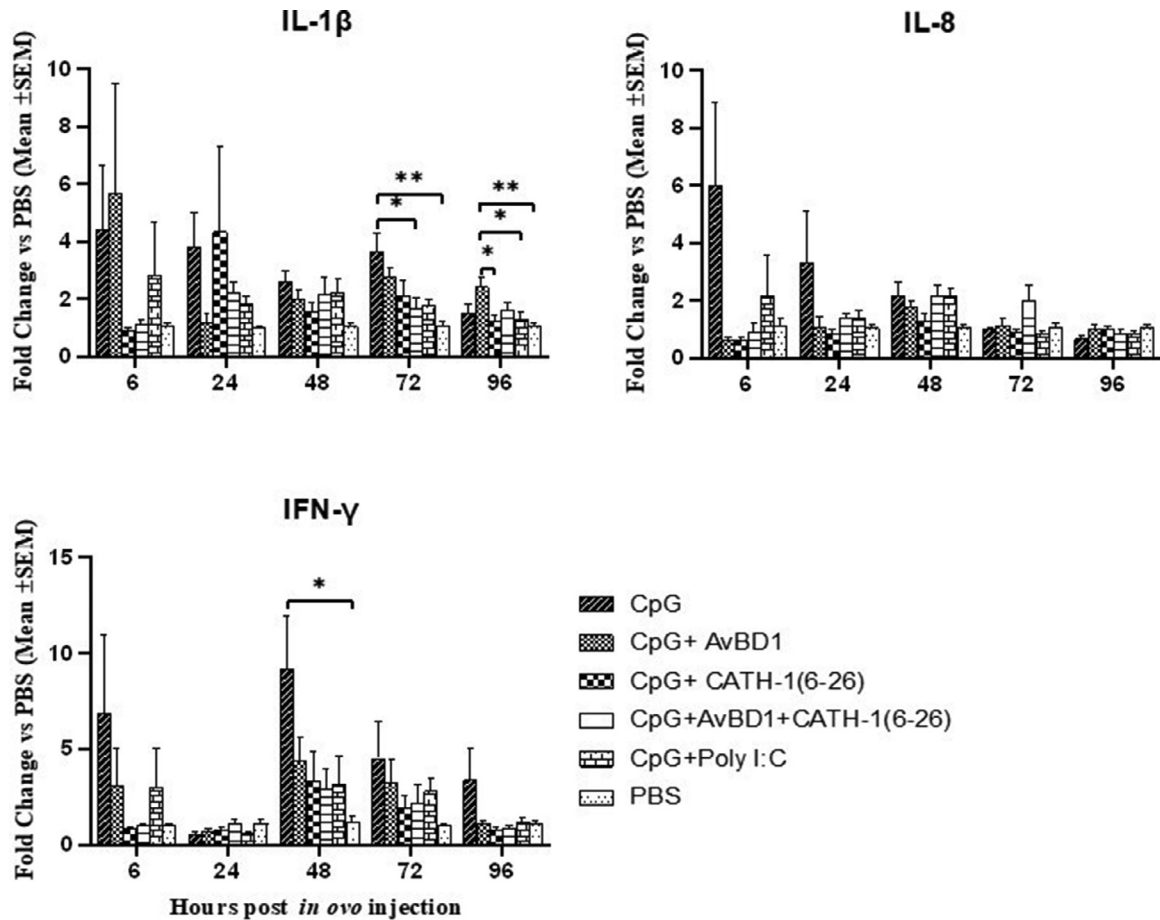 IL-1β
Fold Change vs PBS (Mean ±SEM)
10
8
6
4
2
0
** 
*
**
*
*
6 24 48 72 96
IL-8
Fold Change vs PBS (Mean ±SEM)
10
8
6
4
2
0
6 24 48 72 96
IFN-γ
Fold Change vs PBS (Mean ±SEM)
15
10
5
0
*
6 24 48 72 96
Hours post in ovo injection
CpG
CpG+ AvBD1
CpG+ CATH-1(6-26)
CpG+AvBD1+CATH-1(6-26)
CpG+Poly I:C
PBS